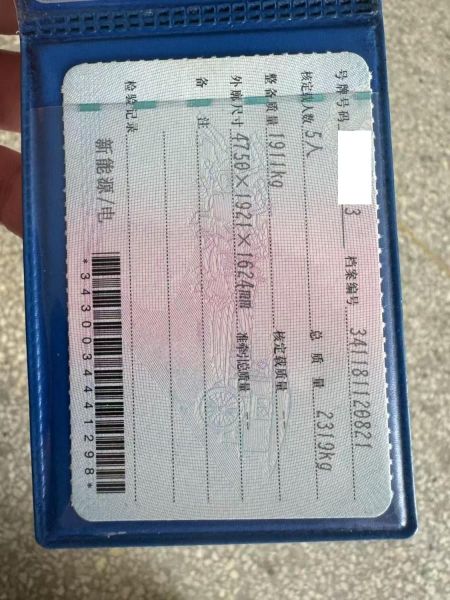 号牌号码 3 档案编号 341181120821
核定载人数 5人 总质量 2319kg
整备质量 1911kg 核定载质量 --
外廓尺寸 4750×1921×1624mm 准牵引总质量 --
备注
检验记录
新能源/电
*3430034441298*